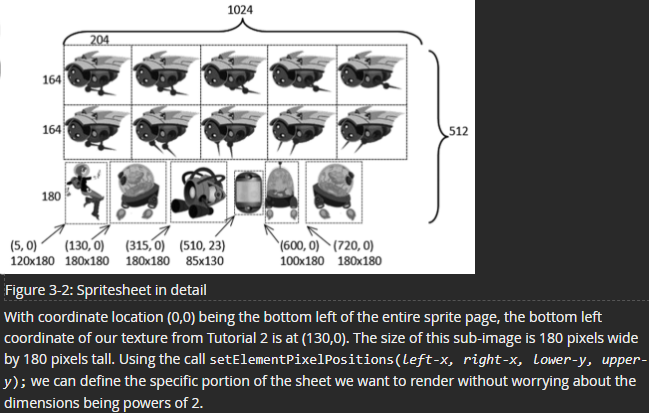 1024
204
164
164
512
180
(5, 0) (130, 0) (315, 0) (510, 23) (600, 0) (720, 0)
120x180 180x180 180x180 85x130 100x180 180x180
Figure 3-2: Spritesheet in detail
With coordinate location (0,0) being the bottom left of the entire sprite page, the bottom left
coordinate of our texture from Tutorial 2 is at (130,0). The size of this sub-image is 180 pixels wide
by 180 pixels tall. Using the call setElementPixelPositions(left-x, right-x, lower-y, upper-
y); we can define the specific portion of the sheet we want to render without worrying about the
dimensions being powers of 2.